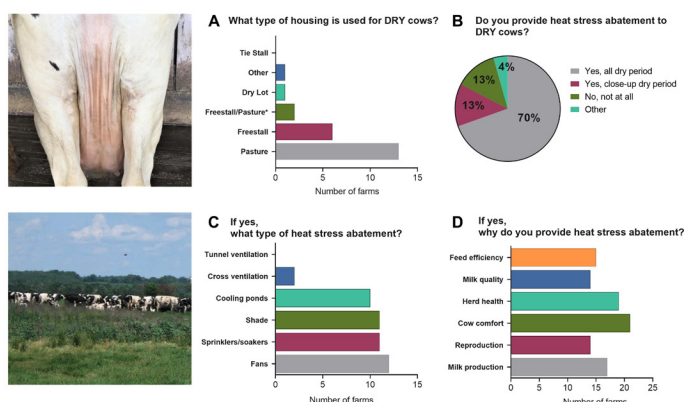 A What type of housing is used for DRY cows?
Tie Stall
Other
Dry Lot
Freestall/Pasture*
Freestall
Pasture
0 5 10 15
Number of farms
B Do you provide heat stress abatement to
DRY cows?
4%
13%
13%
70%
Yes, all dry period
Yes, close-up dry period
No, not at all
Other
C If yes,
what type of heat stress abatement?
Tunnel ventilation
Cross ventilation
Cooling ponds
Shade
Sprinklers/soakers
Fans
0 5 10 15
Number of farms
D If yes,
why do you provide heat stress abatement?
Feed efficiency
Milk quality
Herd health
Cow comfort
Reproduction
Milk production
0 5 10 15 20 25
Number of farms